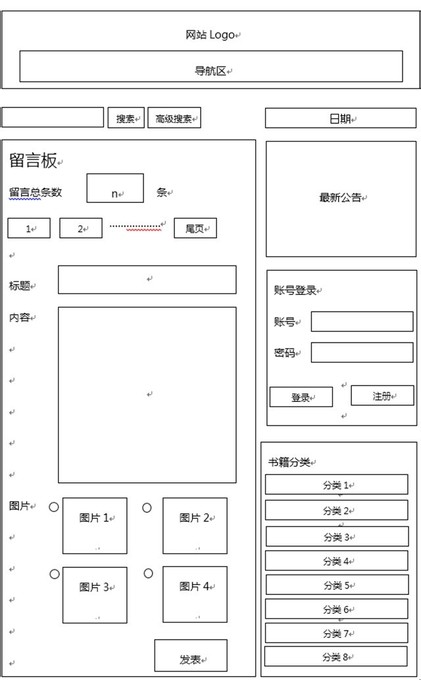 网站 Logo
导航区
搜索 高级搜索 日期
留言板
留言总条数 n 条
1 2 ………………… 尾页
标题
内容
图片 图片 1 图片 2
图片 3 图片 4
发表
最新公告
账号登录
账号
密码
登录 注册
书籍分类
分类 1
分类 2
分类 3
分类 4
分类 5
分类 6
分类 7
分类 8